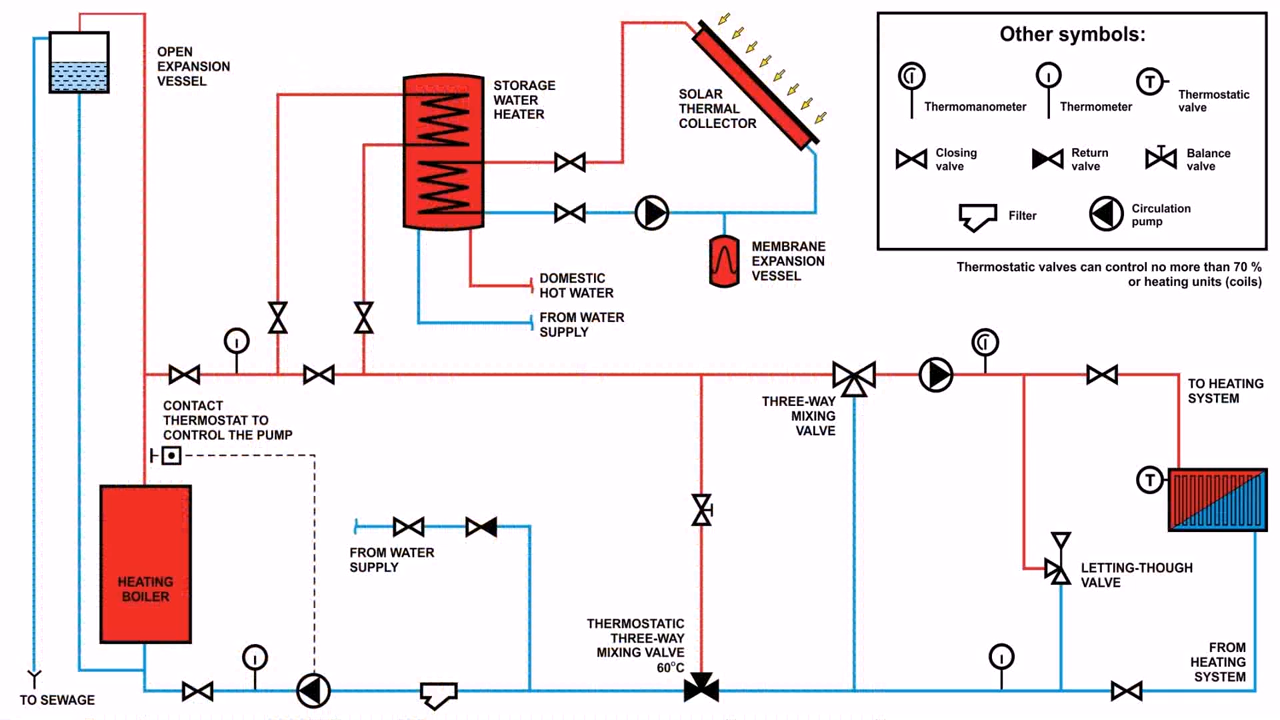 OPEN
EXPANSION
VESSEL
STORAGE
WATER
HEATER
SOLAR
THERMAL
COLLECTOR
Other symbols:
Thermomanometer
Thermometer
Thermostatic
valve
Closing
valve
Return
valve
Balance
valve
Filter
Circulation
pump
T
Thermostatic valves can control no more than 70 %
or heating units (coils)
MEMBRANE
EXPANSION
VESSEL
DOMESTIC
HOT WATER
FROM WATER
SUPPLY
CONTACT
THERMOSTAT TO
CONTROL THE PUMP
THREE-WAY
MIXING
VALVE
TO HEATING
SYSTEM
T
HEATING
BOILER
FROM WATER
SUPPLY
LETTING-THOUGH
VALVE
THERMOSTATIC
THREE-WAY
MIXING VALVE
60°C
FROM
HEATING
SYSTEM
TO SEWAGE